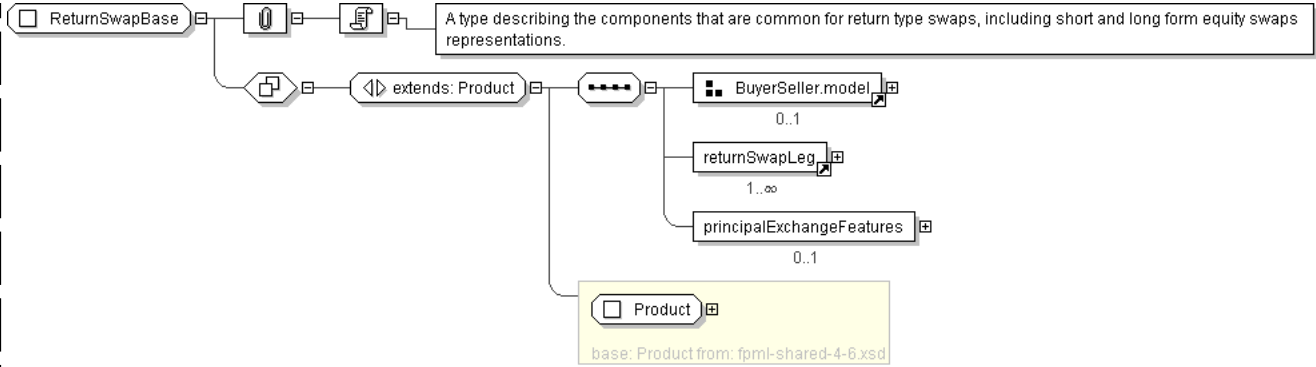 ReturnSwapBase
A type describing the components that are common for return type swaps, including short and long form equity swaps
representations.
extends: Product
BuyerSeller.model
0..1
returnSwapLeg
1..∞
principalExchangeFeatures
0..1
Product
base: Product from: fpml-shared-4-6.xsd